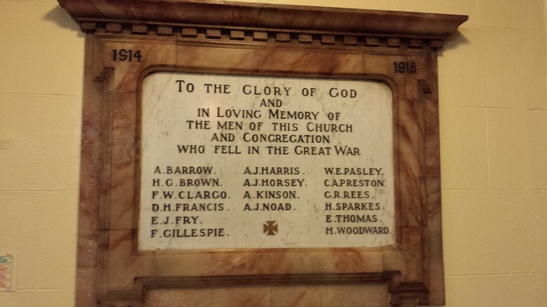 1914
1918
TO THE GLORY OF GOD
AND
IN LOVING MEMORY OF
THE MEN OF THIS CHURCH
AND CONGREGATION
WHO FELL IN THE GREAT WAR
A. BARROW.
H. G. BROWN.
F. W. CLARGO.
D. H. FRANCIS.
E. J. FRY.
F. GILLESPIE.
A. J. HARRIS.
A. J. HORSEY.
A. KINSON.
A. J. NOAD.
W. E. PASLEY.
C. A. PRESTON.
G. R. REES.
H. SPARKES.
E. THOMAS.
H. WOODWARD.